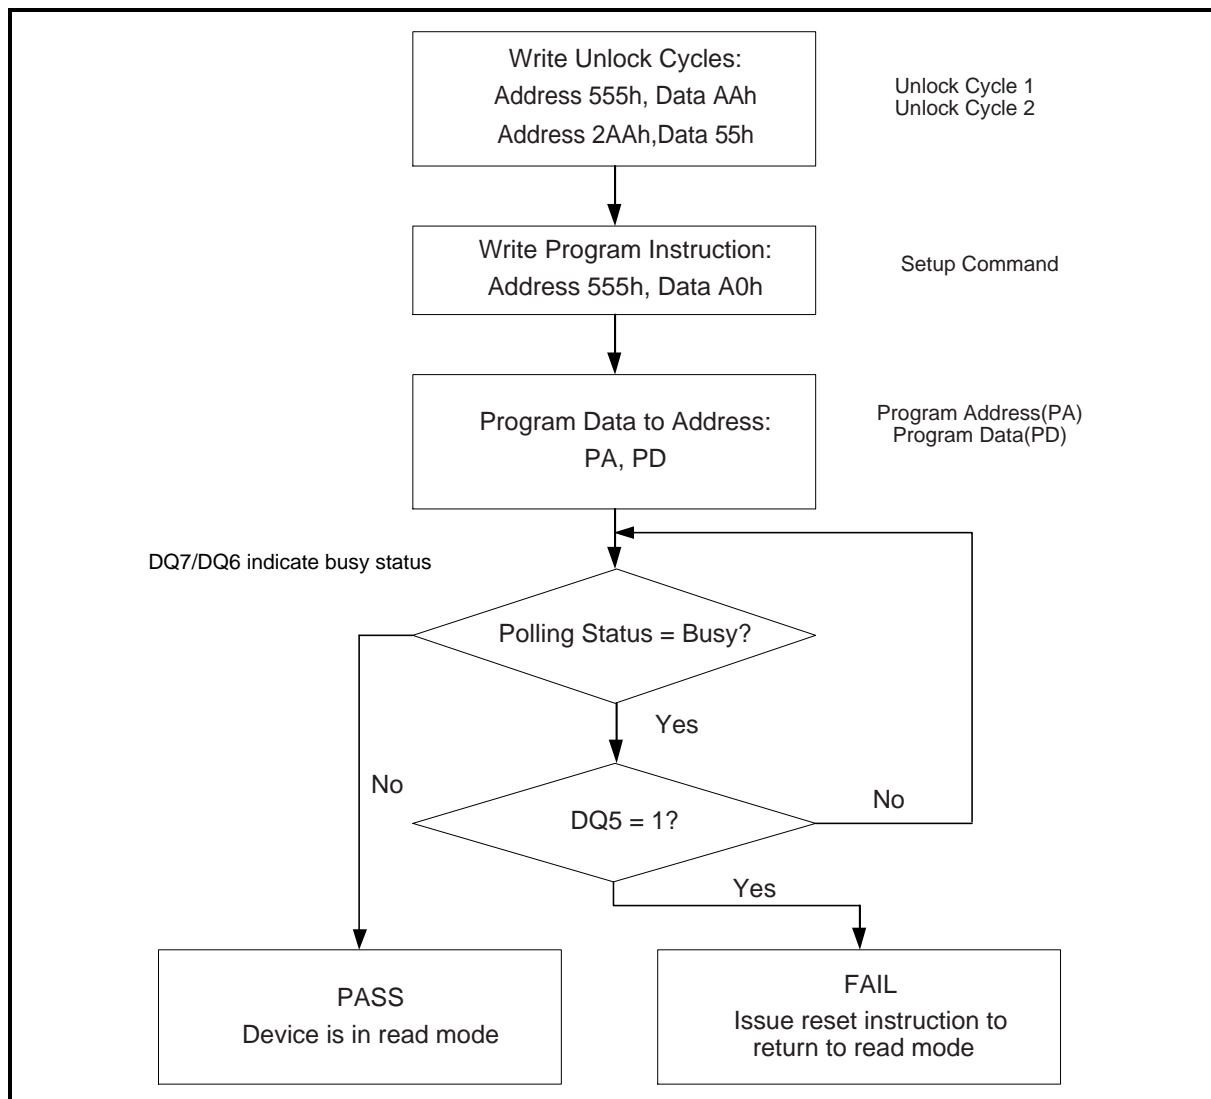 Write Unlock Cycles:
Address 555h, Data AAh
Address 2AAh,Data 55h
Unlock Cycle 1
Unlock Cycle 2
Write Program Instruction:
Address 555h, Data A0h
Setup Command
Program Data to Address:
PA, PD
Program Address(PA)
Program Data(PD)
DQ7/DQ6 indicate busy status
Polling Status = Busy?
Yes
No
DQ5 = 1?
No
Yes
PASS
Device is in read mode
FAIL
Issue reset instruction to
return to read mode